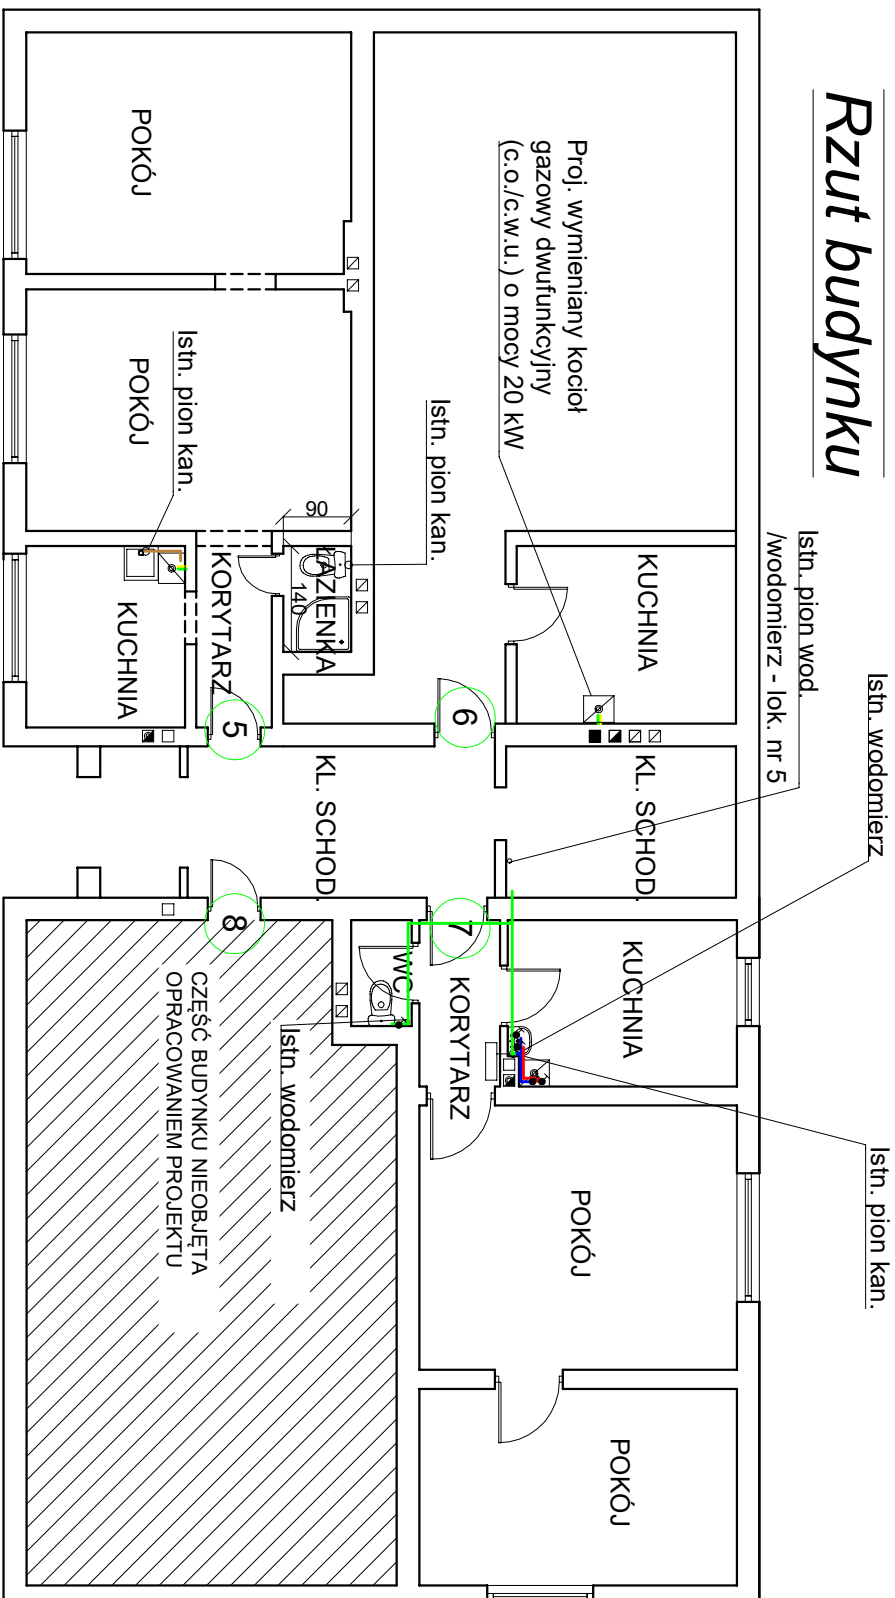 Rzut budynku
Istn. wodomierz
Istn. pion kan.
Istn. pion wod.
/wodomierz - lok. nr 5
Proj. wymieniany kocioł
gazowy dwufunkcyjny
(c.o./c.w.u.) o mocy 20 kW
KUCHNIA
KL. SCHOD.
KUCHNIA
POKÓJ
POKÓJ
Istn. pion kan.
6
7
KORYTARZ
WC
90
140
ŁAZIENKA
KL. SCHOD.
Istn. wodomierz
POKÓJ
POKÓJ
Istn. pion kan.
KORYTARZ
5
8
KUCHNIA
CZĘŚĆ BUDYNKU NIEOBJĘTA
OPRACOWANIEM PROJEKTU